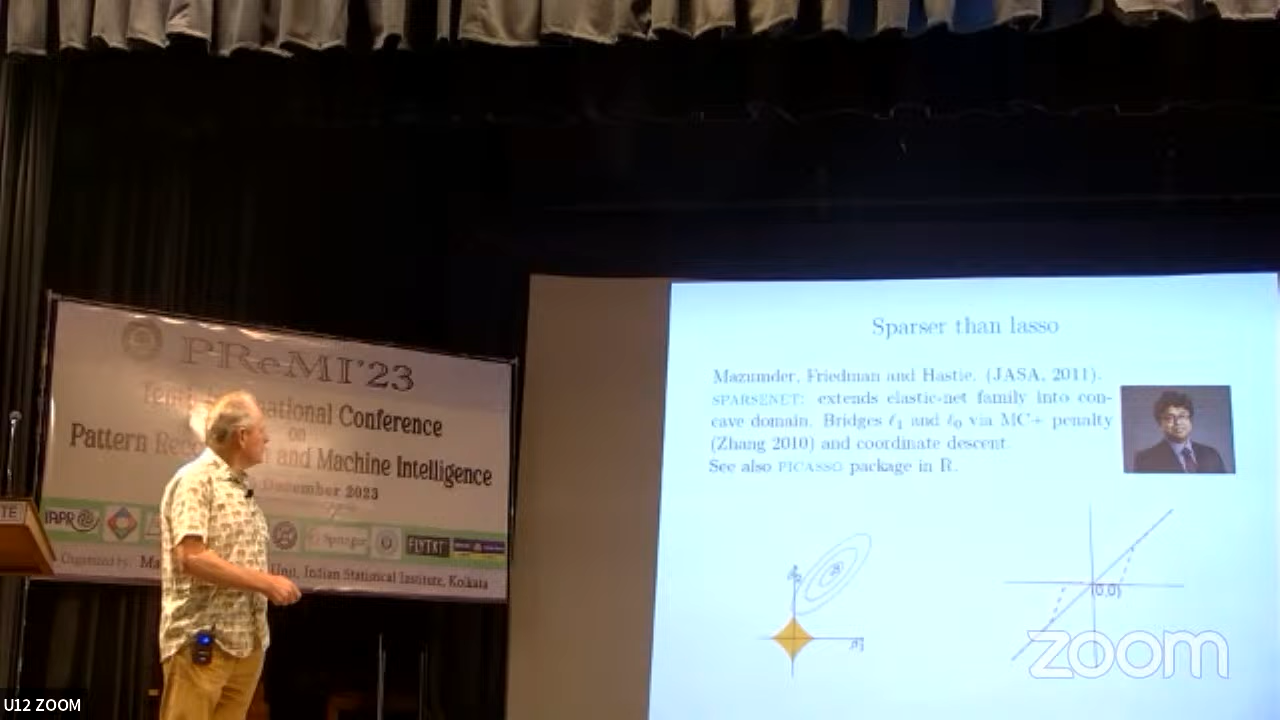 PReMI'23
national Conference
on
Pattern and Machine Intelligence
December 2023
IAPR
Springer
Organized by: Unit, Indian Statistical Institute, Kolkata
TE
Sparser than lasso
Mazumder, Friedman and Hastie. (JASA, 2011).
SPARSENET: extends elastic-net family into con-
cave domain. Bridges ℓ1 and ℓ0 via MC+ penalty
(Zhang 2010) and coordinate descent.
See also PICASSO package in R.
(0,0)
zoom
U12 ZOOM